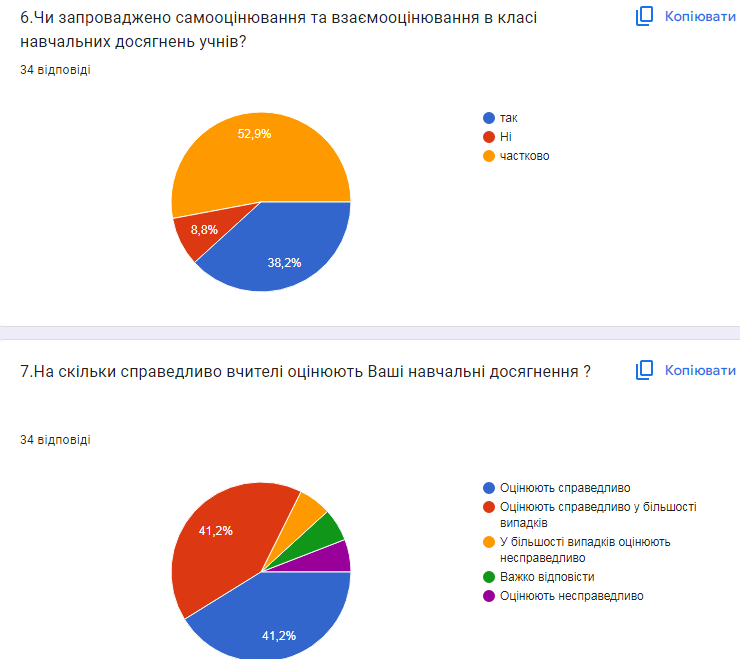 6.Чи запроваджено самооцінювання та взаємооцінювання в класі
навчальних досягнень учнів?
Копіювати
34 відповіді
52,9%
8,8%
38,2%
так
Ні
частково
7.На скільки справедливо вчителі оцінюють Ваші навчальні досягнення ?
Копіювати
34 відповіді
41,2%
41,2%
Оцінюють справедливо
Оцінюють справедливо у більшості
випадків
У більшості випадків оцінюють
несправедливо
Важко відповісти
Оцінюють несправедливо